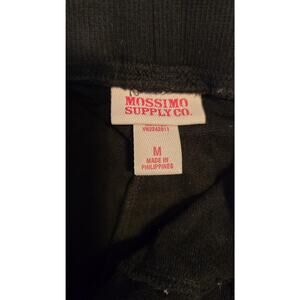 MOSSIMO
SUPPLY CO.
M
MADE IN
PHILIPPINES